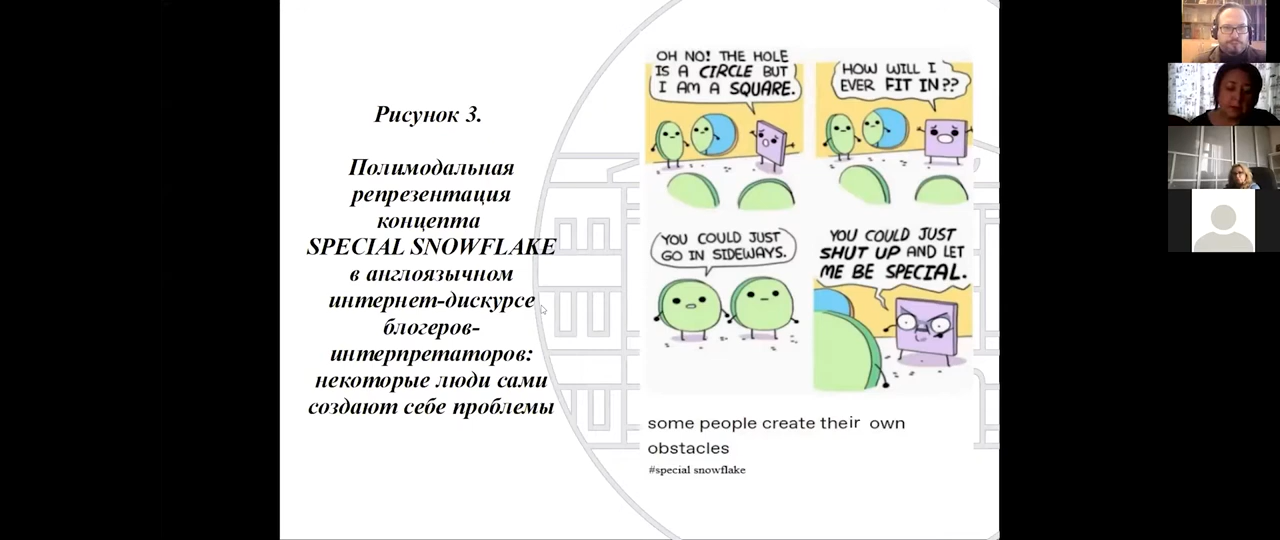 Рисунок 3.
Полимодальная
репрезентация
концепта
SPECIAL SNOWFLAKE
в англоязычном
интернет-дискурсе
блогеров-
интерпретаторов:
некоторые люди сами
создают себе проблемы
OH NO! THE HOLE
IS A CIRCLE BUT
I AM A SQUARE.
HOW WILL I
EVER FIT IN??
YOU COULD JUST
GO IN SIDEWAYS.
YOU COULD JUST
SHUT UP AND LET
ME BE SPECIAL.
some people create their own
obstacles
#special snowflake